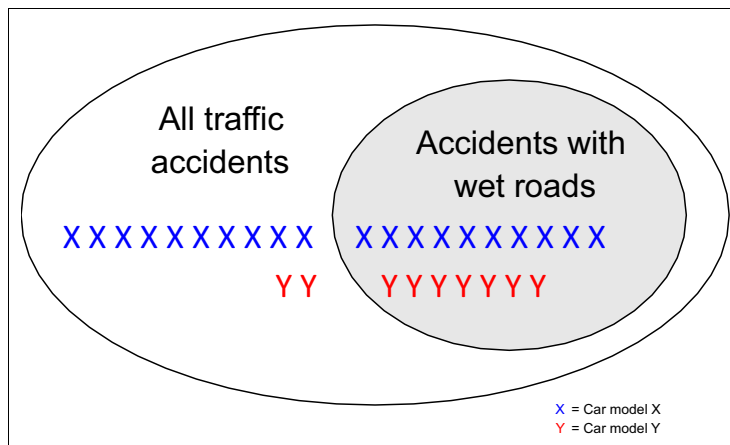 All traffic
accidents
Accidents with
wet roads
X X X X X X X X X X X X X X X X X X X X
Y Y Y Y Y Y Y Y Y
X = Car model X
Y = Car model Y